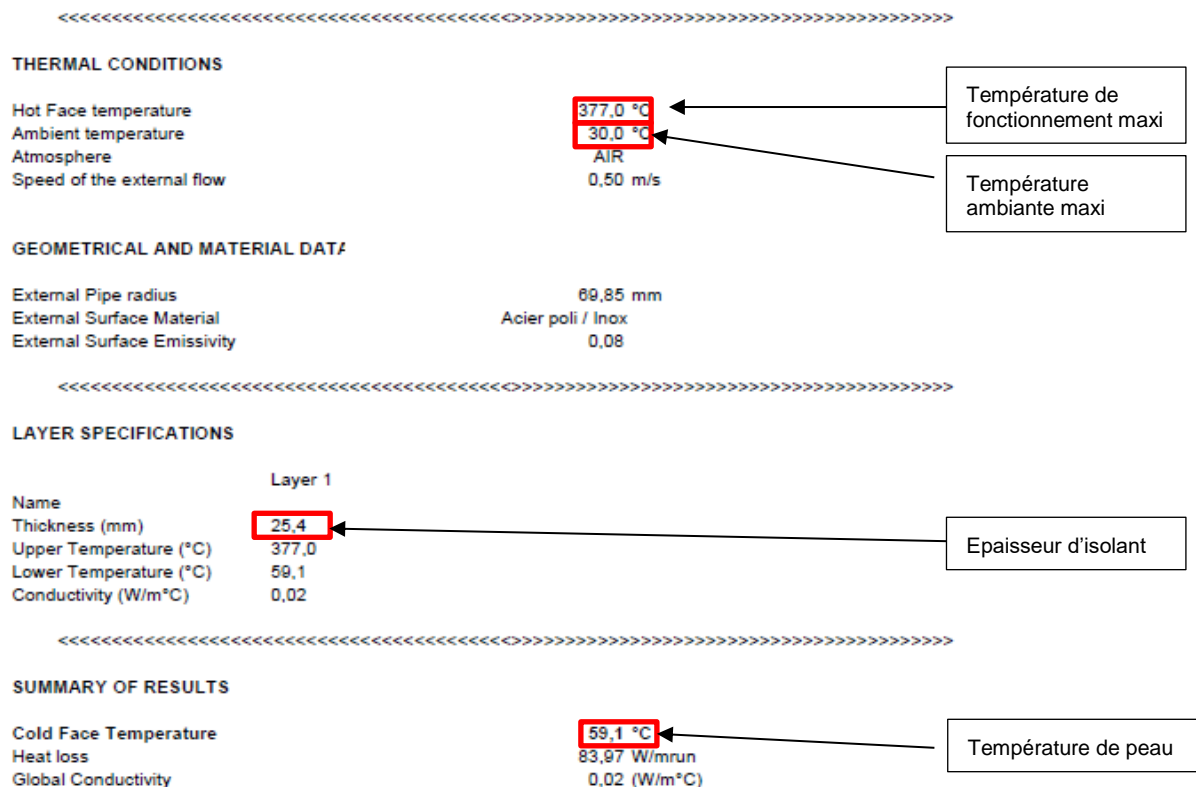 <<<<<<<<<<<<<<<<<<<<<<<<<<<<<<<<<<<<<<<<<<>>>>>>>>>>>>>>>>>>>>>>>>>>>>>>>>>>>>>>>>>
THERMAL CONDITIONS
Hot Face temperature 377,0 °C
Température de
fonctionnement maxi
Ambient temperature 30,0 °C
Atmosphere AIR
Speed of the external flow 0,50 m/s
Température
ambiante maxi
GEOMETRICAL AND MATERIAL DATA
External Pipe radius 69,85 mm
External Surface Material Acier poli / Inox
External Surface Emissivity 0,08
<<<<<<<<<<<<<<<<<<<<<<<<<<<<<<<<<<<<<<<<<<>>>>>>>>>>>>>>>>>>>>>>>>>>>>>>>>>>>>>>>>>
LAYER SPECIFICATIONS
Layer 1
Name
Thickness (mm) 25,4
Upper Temperature (°C) 377,0
Epaisseur d'isolant
Lower Temperature (°C) 59,1
Conductivity (W/m°C) 0,02
<<<<<<<<<<<<<<<<<<<<<<<<<<<<<<<<<<<<<<<<<<>>>>>>>>>>>>>>>>>>>>>>>>>>>>>>>>>>>>>>>>>
SUMMARY OF RESULTS
Cold Face Temperature 59,1 °C
Température de peau
Heat loss 83,97 W/mrun
Global Conductivity 0,02 (W/m°C)